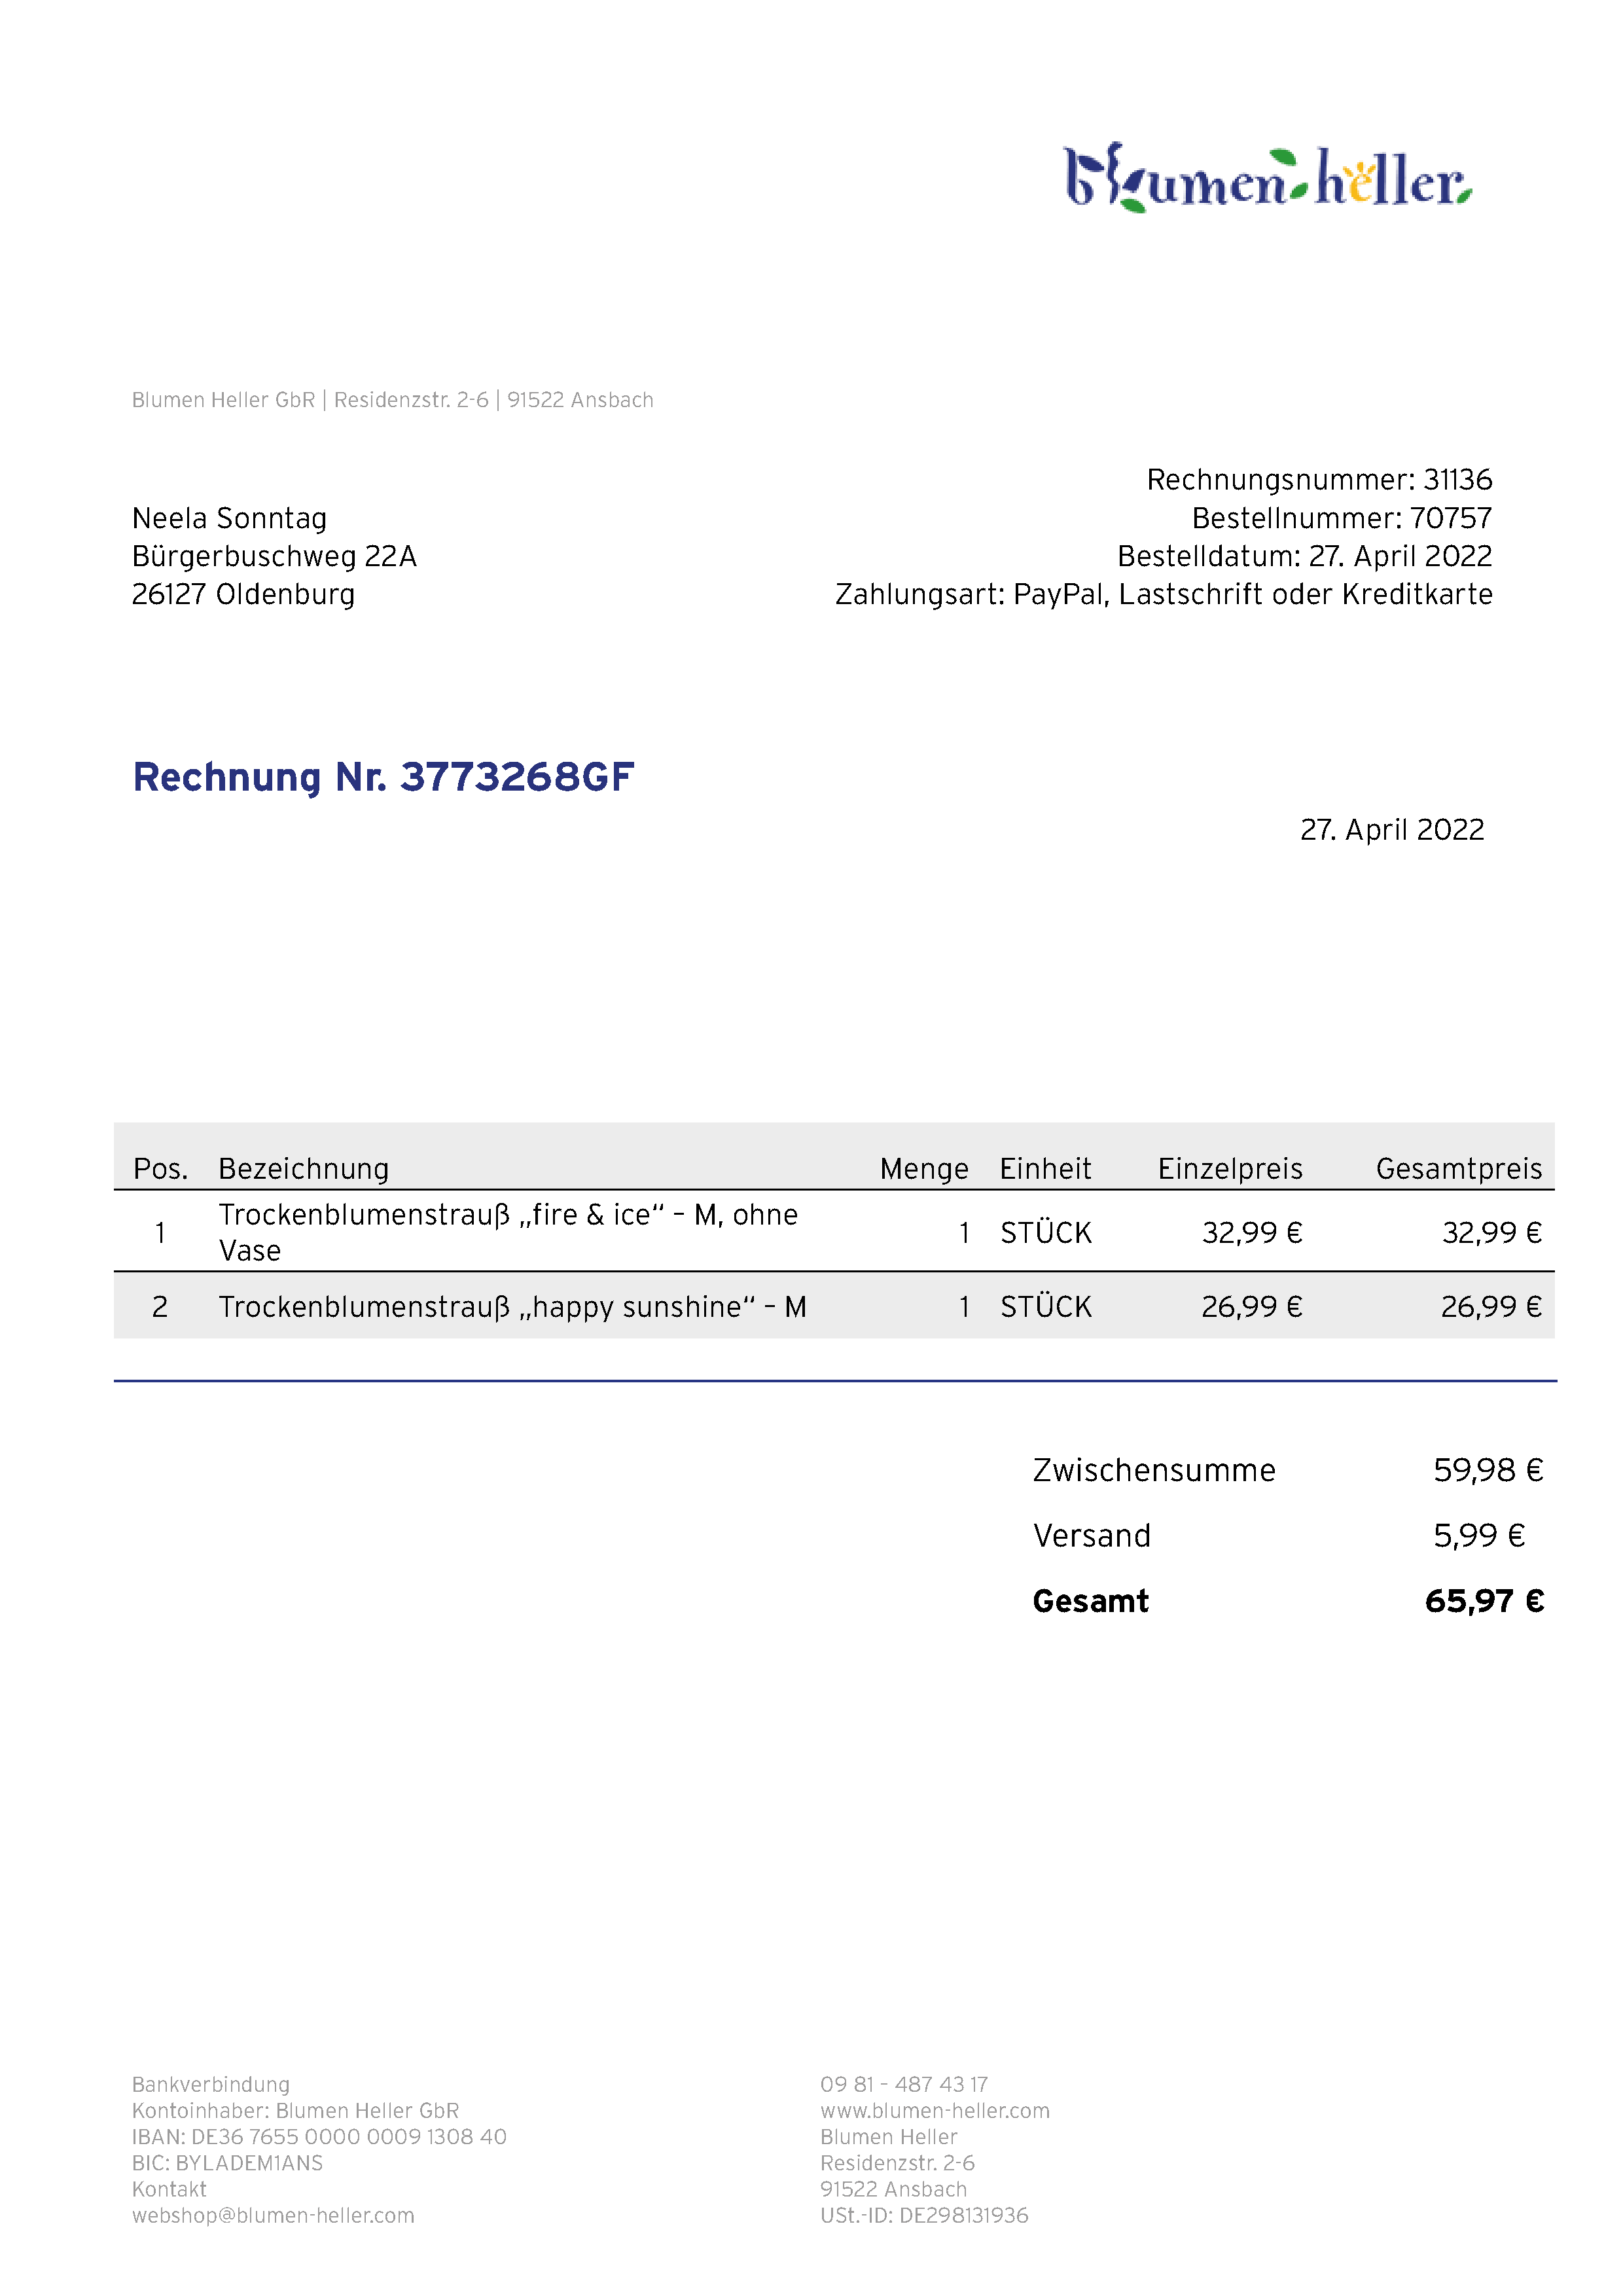 blumen heller
Blumen Heller GbR | Residenzstr. 2-6 | 91522 Ansbach
Rechnungsnummer: 31136
Neela Sonntag
Bestellnummer: 70757
Bürgerbuschweg 22A
Bestelldatum: 27. April 2022
26127 Oldenburg
Zahlungsart: PayPal, Lastschrift oder Kreditkarte
Rechnung Nr. 3773268GF
27. April 2022
Pos. Bezeichnung Menge Einheit Einzelpreis Gesamtpreis
1 Trockenblumenstrauß „fire & ice“ – M, ohne
Vase 1 STÜCK 32,99 € 32,99 €
2 Trockenblumenstrauß „happy sunshine“ – M 1 STÜCK 26,99 € 26,99 €
Zwischensumme 59,98 €
Versand 5,99 €
Gesamt 65,97 €
Bankverbindung
Kontoinhaber: Blumen Heller GbR
IBAN: DE36 7655 0000 0009 1308 40
BIC: BYLADEM1ANS
Kontakt
webshop@blumen-heller.com
09 81 – 487 43 17
www.blumen-heller.com
Blumen Heller
Residenzstr. 2-6
91522 Ansbach
USt.-ID: DE298131936